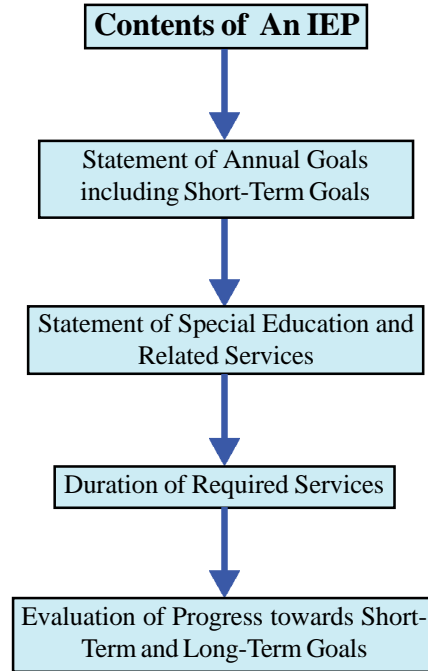 Contents of An IEP
Statement of Annual Goals
including Short-Term Goals
Statement of Special Education and
Related Services
Duration of Required Services
Evaluation of Progress towards Short-
Term and Long-Term Goals